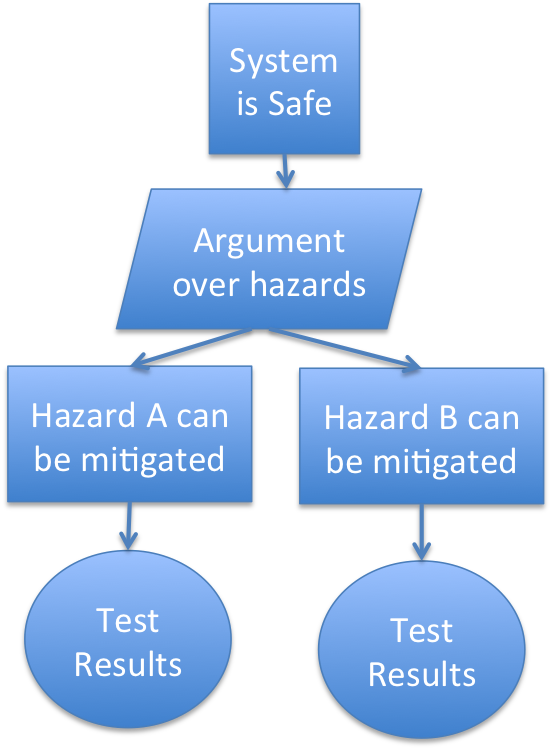 System
is Safe
Argument
over hazards
Hazard A can
be mitigated
Hazard B can
be mitigated
Test
Results
Test
Results